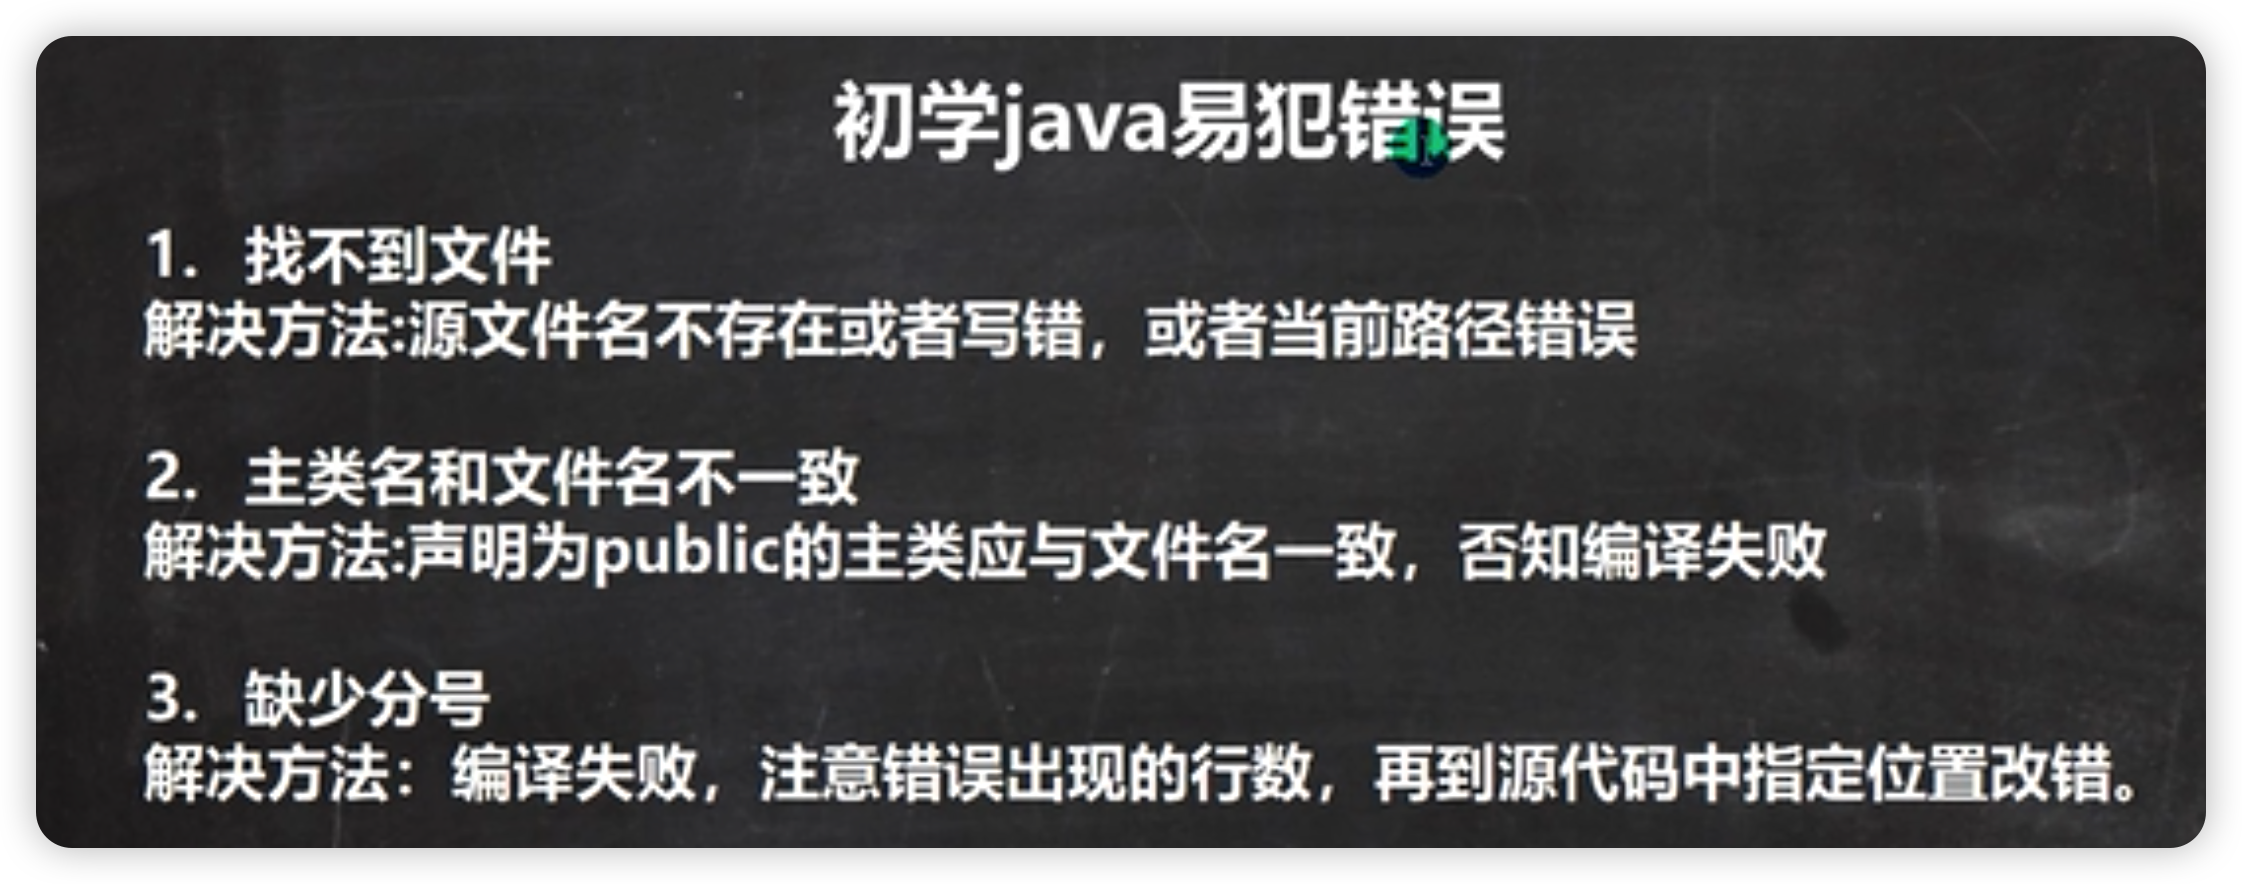 初学java易犯错误
1. 找不到文件
解决方法:源文件名不存在或者写错，或者当前路径错误
2. 主类名和文件名不一致
解决方法:声明为public的主类应与文件名一致，否知编译失败
3. 缺少分号
解决方法：编译失败，注意错误出现的行数，再到源代码中指定位置改错。